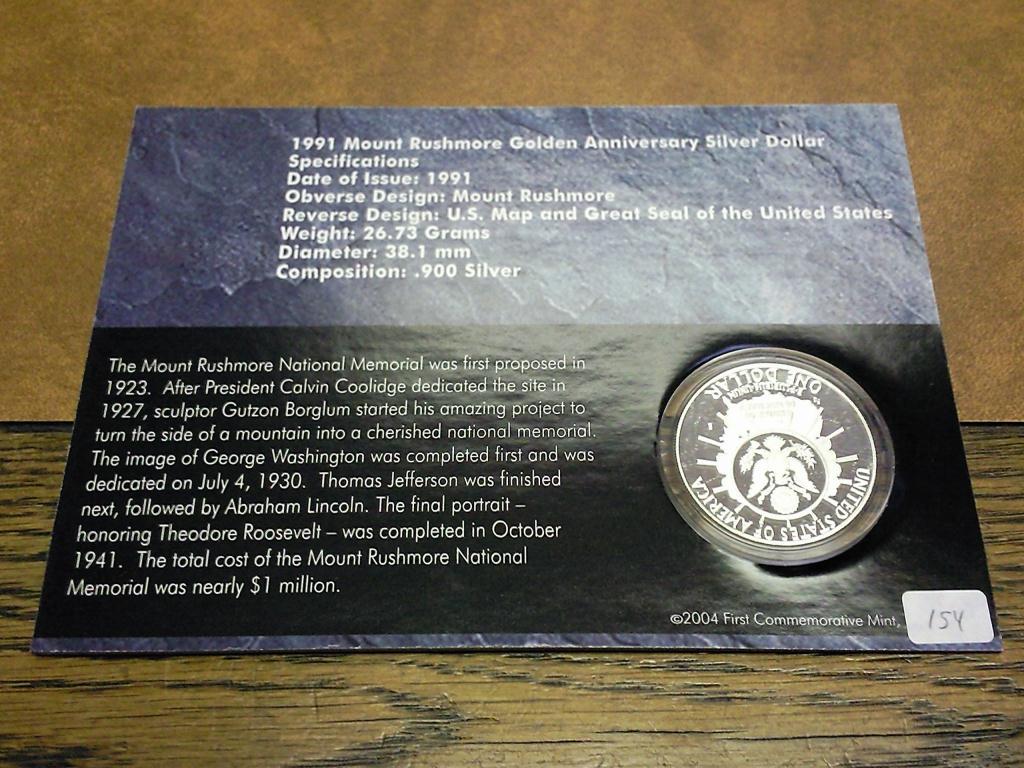 1991 Mount Rushmore Golden Anniversary Silver Dollar
Specifications
Date of Issue: 1991
Obverse Design: Mount Rushmore
Reverse Design: U.S. Map and Great Seal of the United States
Weight: 26.73 Grams
Diameter: 38.1 mm
Composition: .900 Silver
The Mount Rushmore National Memorial was first proposed in
1923. After President Calvin Coolidge dedicated the site in
1927, sculptor Gutzon Borglum started his amazing project to
turn the side of a mountain into a cherished national memorial.
The image of George Washington was completed first and was
dedicated on July 4, 1930. Thomas Jefferson was finished
next, followed by Abraham Lincoln. The final portrait –
honoring Theodore Roosevelt – was completed in October
1941. The total cost of the Mount Rushmore National
Memorial was nearly $1 million.
UNITED STATES OF AMERICA
ONE DOLLAR
©2004 First Commemorative Mint,
154